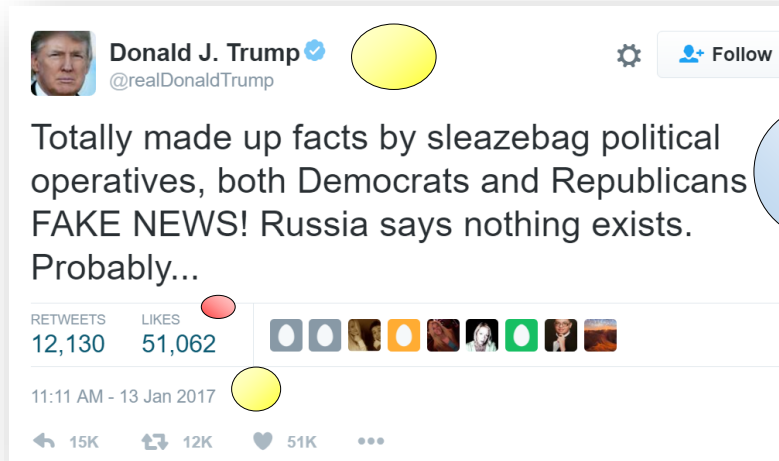 Donald J. Trump
@realDonaldTrump
Follow
Totally made up facts by sleazebag political
operatives, both Democrats and Republicans
FAKE NEWS! Russia says nothing exists.
Probably...
RETWEETS LIKES
12,130 51,062
11:11 AM - 13 Jan 2017
15K 12K 51K